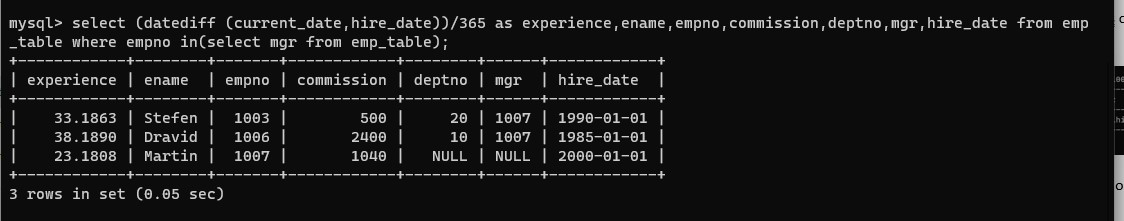 mysql> select (datediff (current_date,hire_date))/365 as experience,ename,empno,commission,deptno,mgr,hire_date from emp
_table where empno in(select mgr from emp_table);
+------------+--------+-------+------------+--------+------+------------+
| experience | ename  | empno | commission | deptno | mgr  | hire_date  |
+------------+--------+-------+------------+--------+------+------------+
|    33.1863 | Stefen |  1003 |        500 |     20 | 1007 | 1990-01-01 |
|    38.1890 | Dravid |  1006 |       2400 |     10 | 1007 | 1985-01-01 |
|    23.1808 | Martin |  1007 |       1040 |   NULL | NULL | 2000-01-01 |
+------------+--------+-------+------------+--------+------+------------+
3 rows in set (0.05 sec)